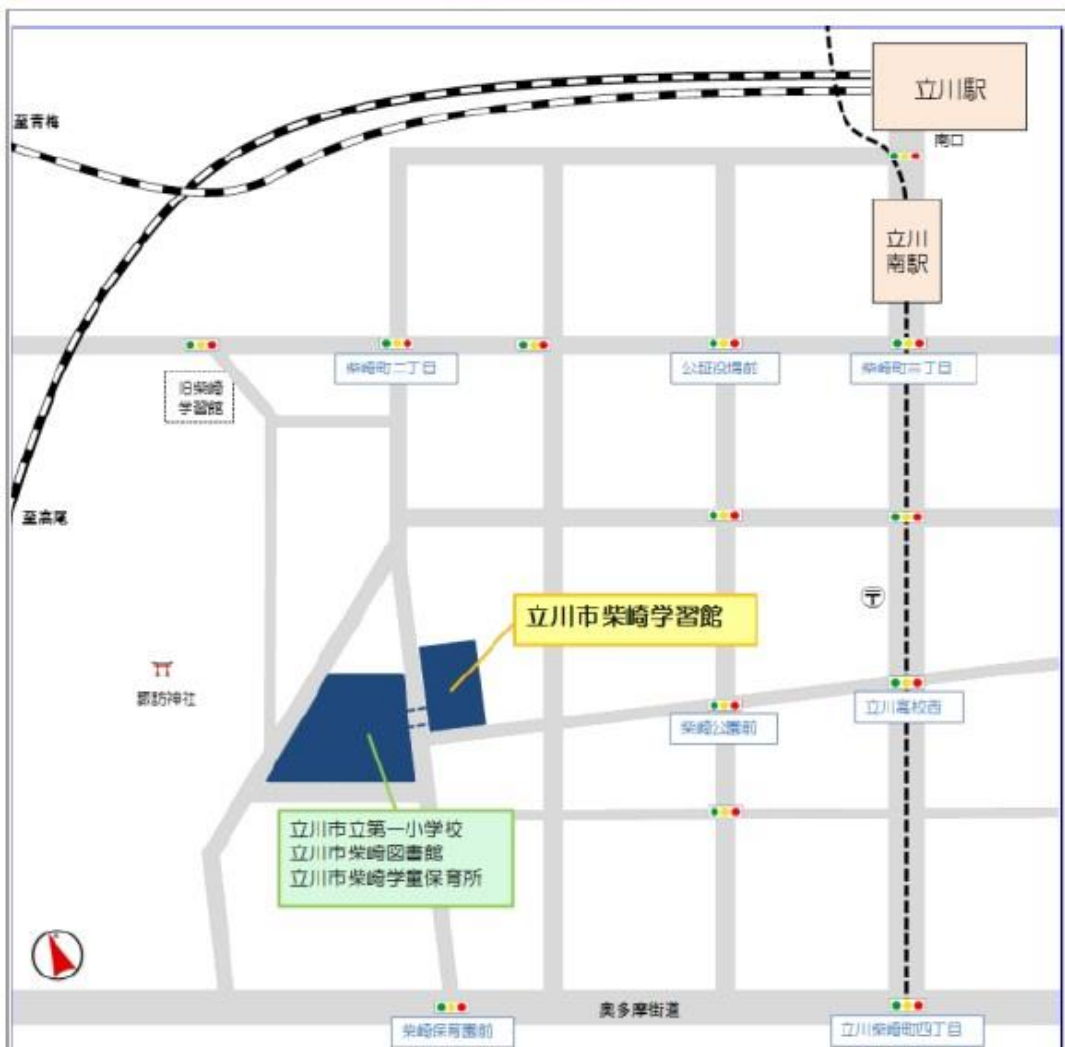 立川駅
至青梅
南口
立川
南駅
柴崎町二丁目
公証役場前
柴崎町三丁目
旧柴崎
学習館
至高尾
〒
立川市柴崎学習館
諏訪神社
立川高校西
柴崎公園前
立川市立第一小学校
立川市柴崎図書館
立川市柴崎学童保育所
奥多摩街道
柴崎保育園前
立川柴崎町四丁目